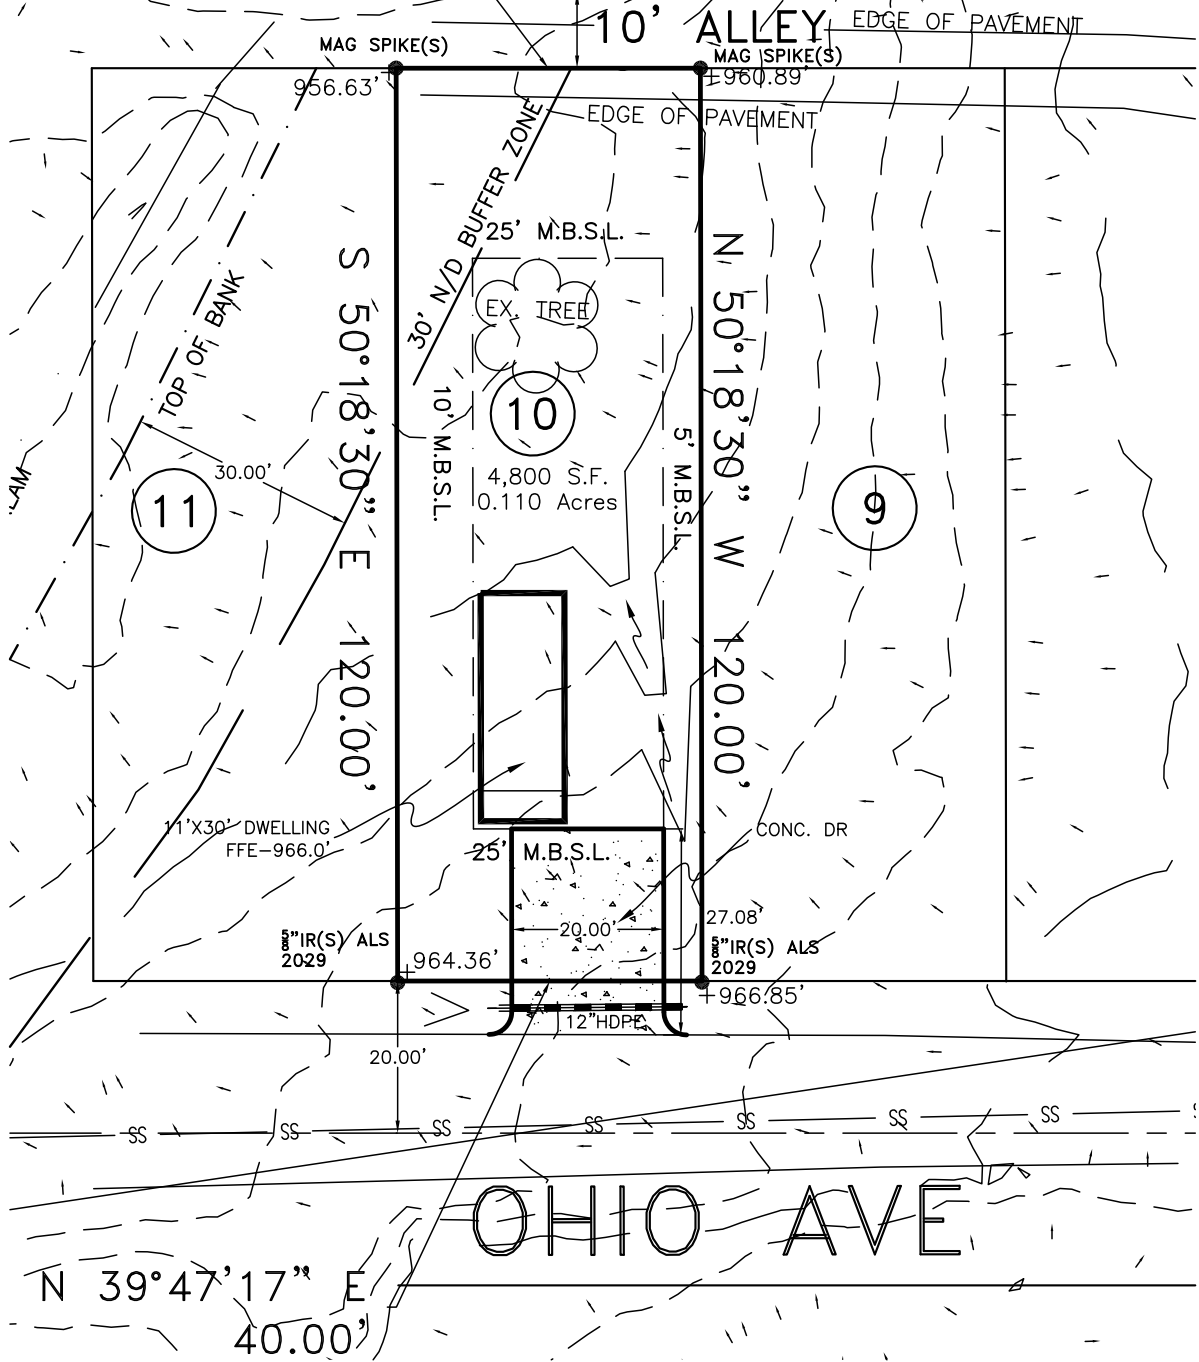 10' ALLEY
EDGE OF PAVEMENT
MAG SPIKE(S)
MAG SPIKE(S)
956.63'
960.89'
EDGE OF PAVEMENT
30' N/D BUFFER ZONE
25' M.B.S.L.
S 50°18'30" E 120.00'
N 50°18'30" W 120.00'
TOP OF BANK
EX. TREE
10' M.B.S.L.
5' M.B.S.L.
10
4,800 S.F.
0.110 Acres
30.00'
11
9
11'X30' DWELLING
FFE-966.0'
CONC. DR
25' M.B.S.L.
27.08'
20.00'
5/8"IR(S) ALS
2029
5/8"IR(S) ALS
2029
964.36'
966.85'
12"HDPE
20.00'
SS SS SS SS SS SS SS
OHIO AVE
N 39°47'17" E
40.00'